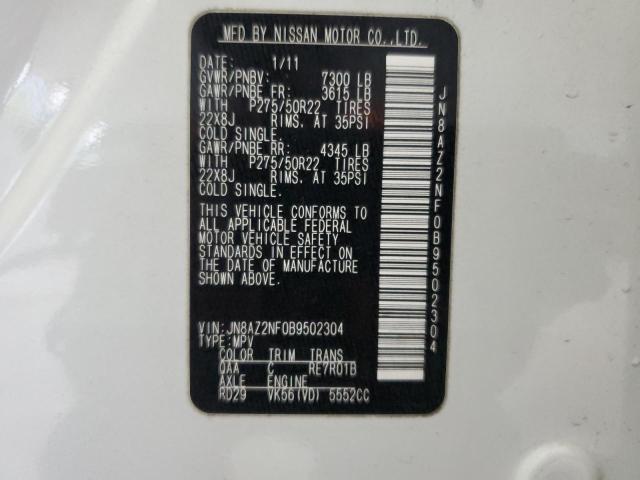 MFD BY NISSAN MOTOR CO.,LTD.
DATE: 1/11
GVWR/PNBV: 7300 LB
GAWR/PNBE FR: 3615 LB
WITH P275/50R22 TIRES
22X8J RIMS, AT 35PSI
COLD SINGLE.
GAWR/PNBE RR: 4345 LB
WITH P275/50R22 TIRES
22X8J RIMS, AT 35PSI
COLD SINGLE.
THIS VEHICLE CONFORMS TO
ALL APPLICABLE FEDERAL
MOTOR VEHICLE SAFETY
STANDARDS IN EFFECT ON
THE DATE OF MANUFACTURE
SHOWN ABOVE.
VIN:JN8AZ2NF0B9502304
TYPE:MPV
COLOR TRIM TRANS
QAA C RE7R01B
AXLE ENGINE
RD29 VK56(VD) 5552CC
JN8AZ2NF0B9502304